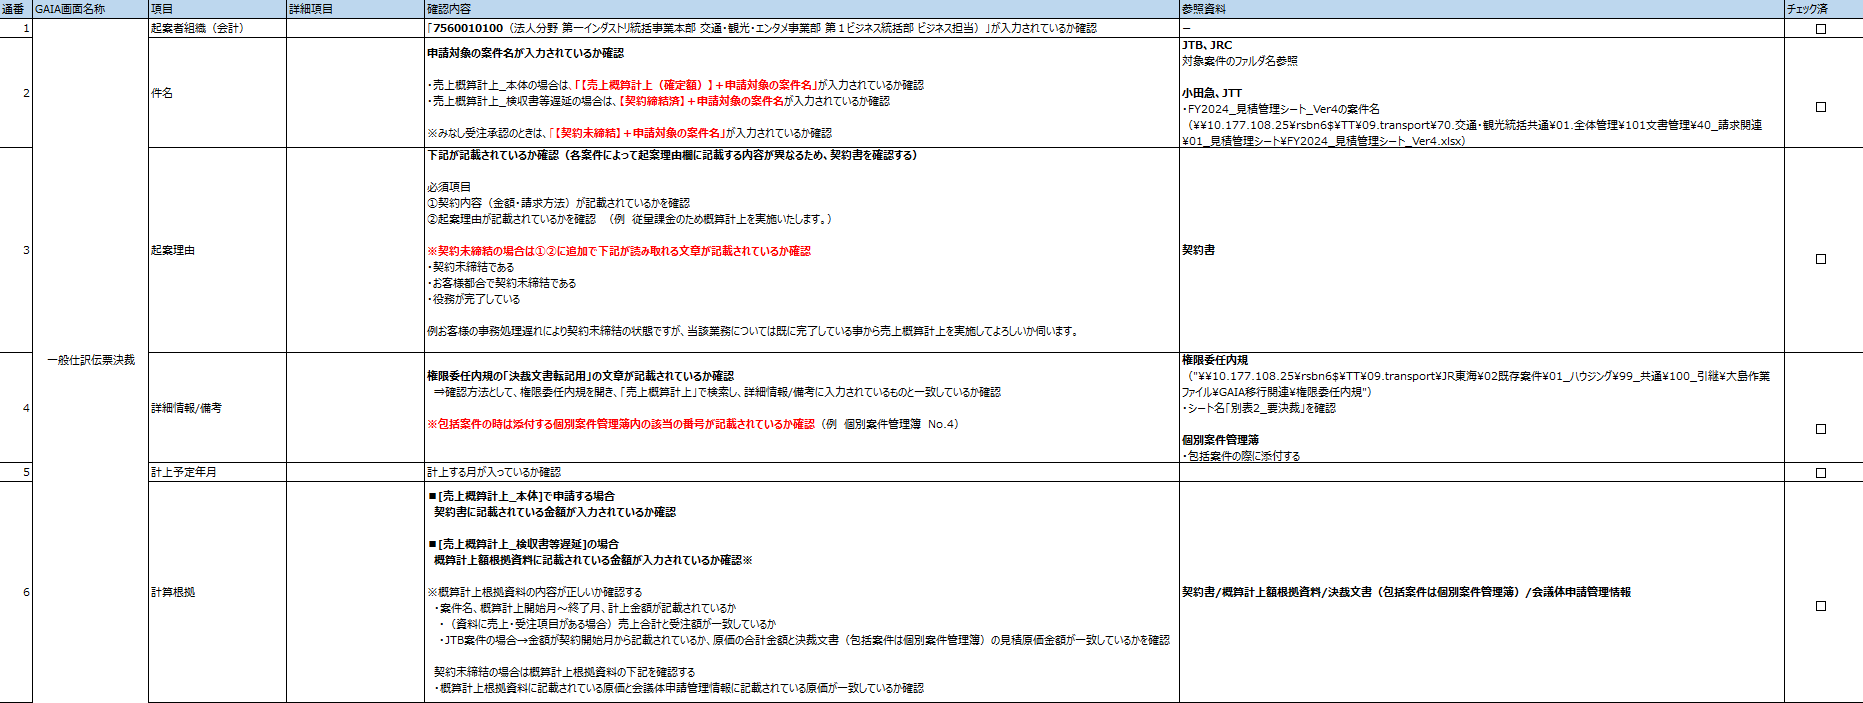 通番 GAIA画面名称 項目 詳細項目 確認内容 参照資料 チェック済
1 起案者組織（会計） 「7560010100（法人分野 第一インダストリ統括事業本部 交通・観光・エンタメ事業部 第１ビジネス統括部 ビジネス担当）」が入力されているか確認 － □
2 件名
申請対象の案件名が入力されているか確認
・売上概算計上_本体の場合は、「【売上概算計上（確定額）】＋申請対象の案件名」が入力されているか確認
・売上概算計上_検収書等遅延の場合は、【契約締結済】＋申請対象の案件名が入力されているか確認
※みなし受注承認のときは、「【契約未締結】＋申請対象の案件名」が入力されているか確認
JTB、JRC
対象案件のファルダ名参照
小田急、JTT
・FY2024_見積管理シート_Ver4の案件名
（¥¥10.177.108.25¥rsbn6$¥TT¥09.transport¥70.交通・観光統括共通¥01.全体管理¥101文書管理¥40_請求関連
¥01_見積管理シート¥FY2024_見積管理シート_Ver4.xlsx）
□
3 起案理由
下記が記載されているか確認（各案件によって起案理由欄に記載する内容が異なるため、契約書を確認する）
必須項目
①契約内容（金額・請求方法）が記載されているかを確認
②起案理由が記載されているかを確認　（例　従量課金のため概算計上を実施いたします。）
※契約未締結の場合は①②に追加で下記が読み取れる文章が記載されているか確認
・契約未締結である
・お客様都合で契約未締結である
・役務が完了している
例お客様の事務処理遅れにより契約未締結の状態ですが、当該業務については既に完了している事から売上概算計上を実施してよろしいか伺います。
契約書
□
一般仕訳伝票決裁
4 詳細情報/備考
権限委任内規の「決裁文書転記用」の文章が記載されているか確認
⇒確認方法として、権限委任内規を開き、「売上概算計上」で検索し、詳細情報/備考に入力されているものと一致しているか確認
※包括案件の時は添付する個別案件管理簿内の該当の番号が記載されているか確認（例　個別案件管理簿　No.4）
権限委任内規
（"¥¥10.177.108.25¥rsbn6$¥TT¥09.transport¥JR東海¥02既存案件¥01_ハウジング¥99_共通¥100_引継¥大島作業
ファイル¥GAIA移行関連¥権限委任内規"）
・シート名「別表2_要決裁」を確認
個別案件管理簿
・包括案件の際に添付する
□
5 計上予定年月 計上する月が入っているか確認 □
6 計算根拠
■[売上概算計上_本体]で申請する場合
契約書に記載されている金額が入力されているか確認
■[売上概算計上_検収書等遅延]の場合
概算計上額根拠資料に記載されている金額が入力されているか確認※
※概算計上根拠資料の内容が正しいか確認する
・案件名、概算計上開始月～終了月、計上金額が記載されているか
・（資料に売上・受注項目がある場合）売上合計と受注額が一致しているか
・JTB案件の場合→金額が契約開始月から記載されているか、原価の合計金額と決裁文書（包括案件は個別案件管理簿）の見積原価金額が一致しているかを確認
契約未締結の場合は概算計上根拠資料の下記を確認する
・概算計上根拠資料に記載されている原価と会議体申請管理情報に記載されている原価が一致しているか確認
契約書/概算計上額根拠資料/決裁文書（包括案件は個別案件管理簿）/会議体申請管理情報
□